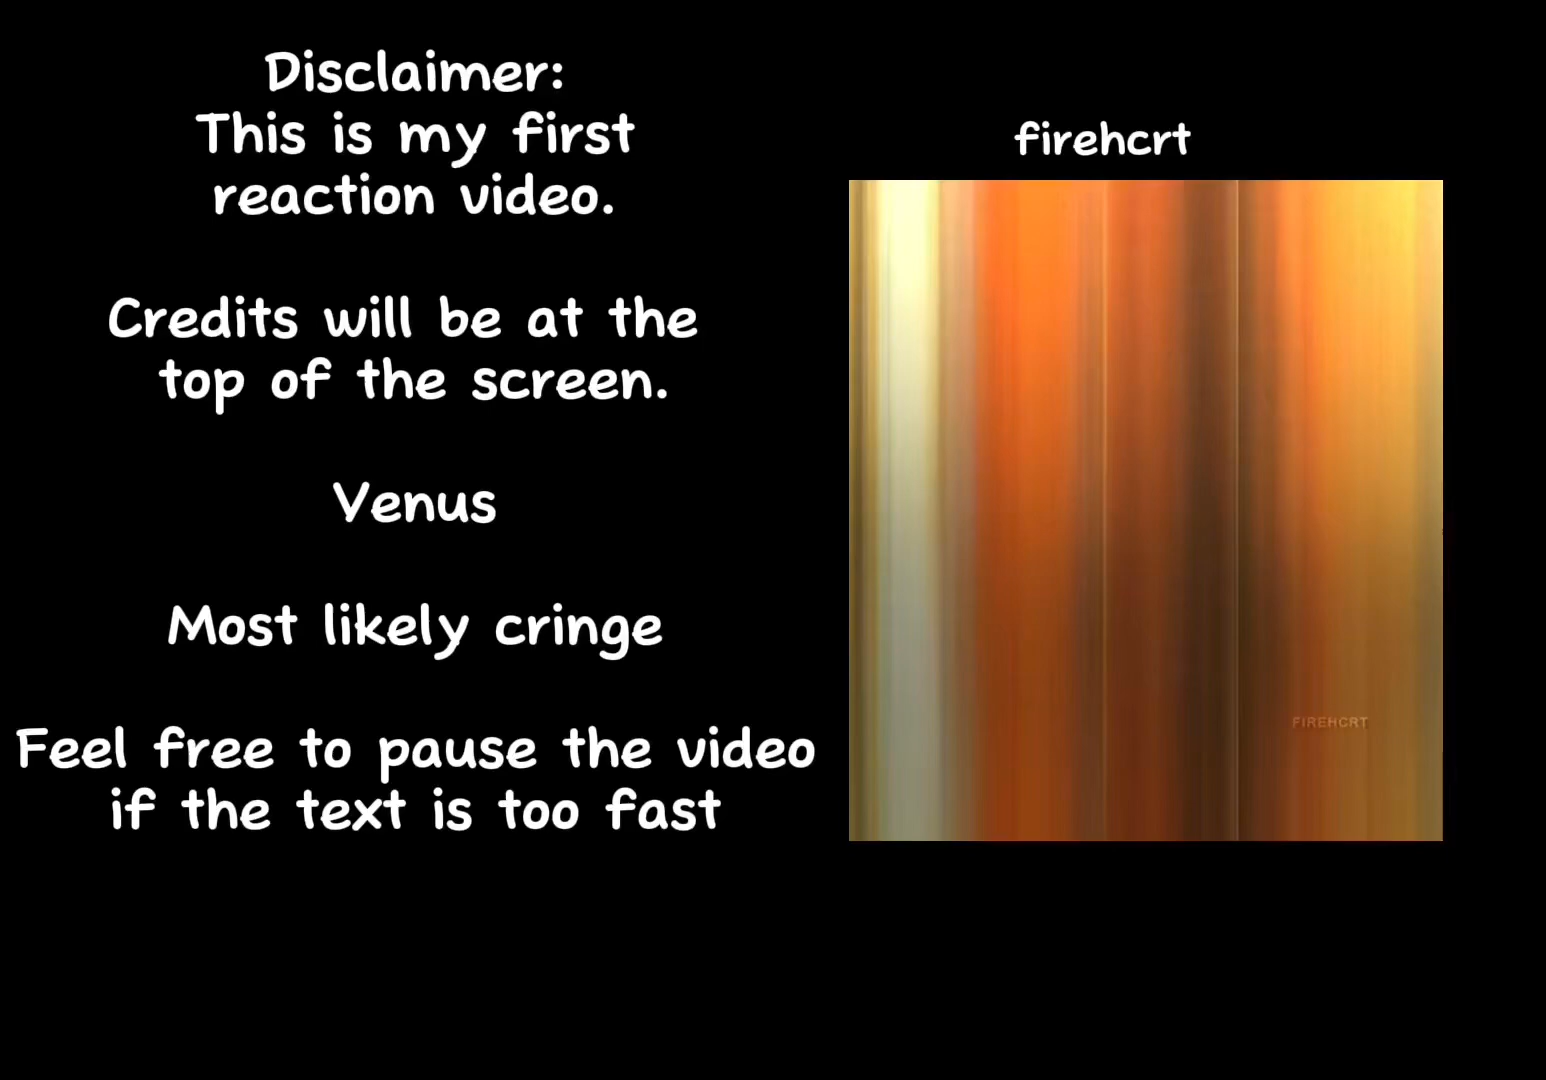 Disclaimer:
This is my first
reaction video.
Credits will be at the
top of the screen.
Venus
Most likely cringe
Feel free to pause the video
if the text is too fast
firehcrt
FIREHCRT